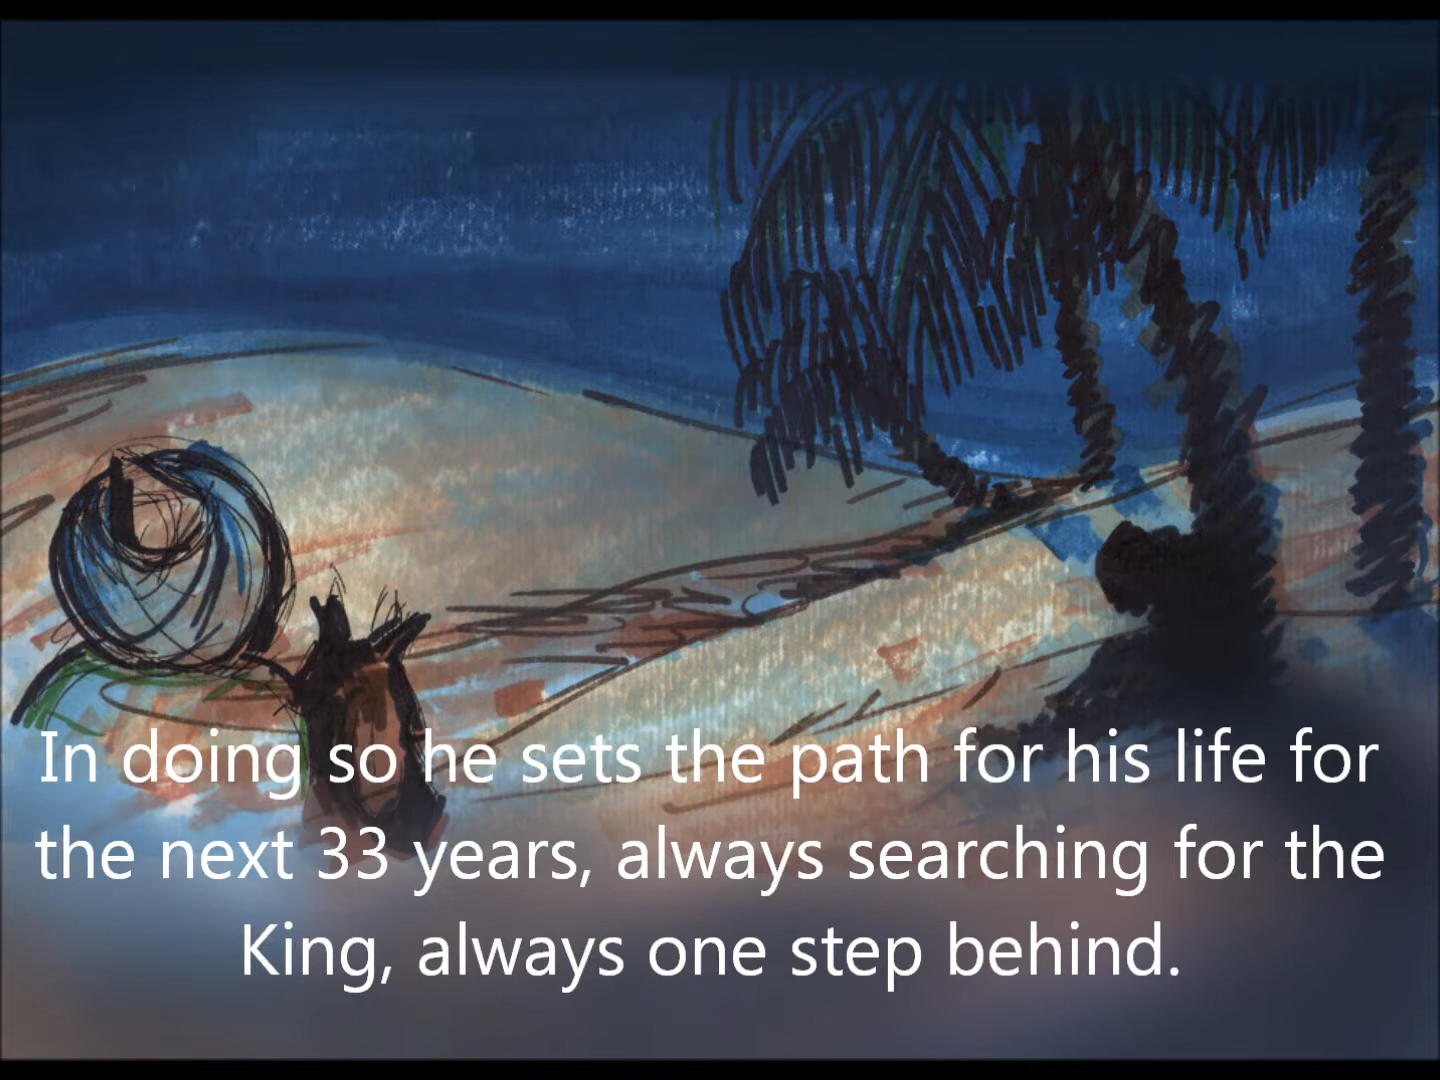 In doing so he sets the path for his life for
the next 33 years, always searching for the
King, always one step behind.